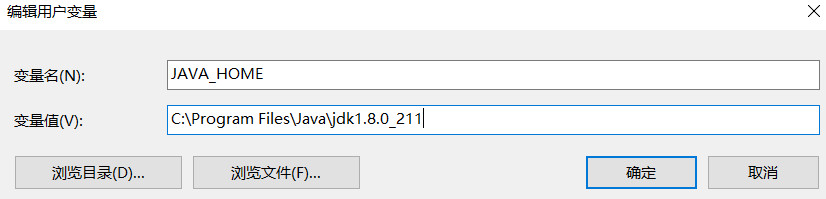 编辑用户变量
变量名(N):
JAVA_HOME
变量值(V):
C:\Program Files\Java\jdk1.8.0_211
浏览目录(D)...
浏览文件(F)...
确定
取消